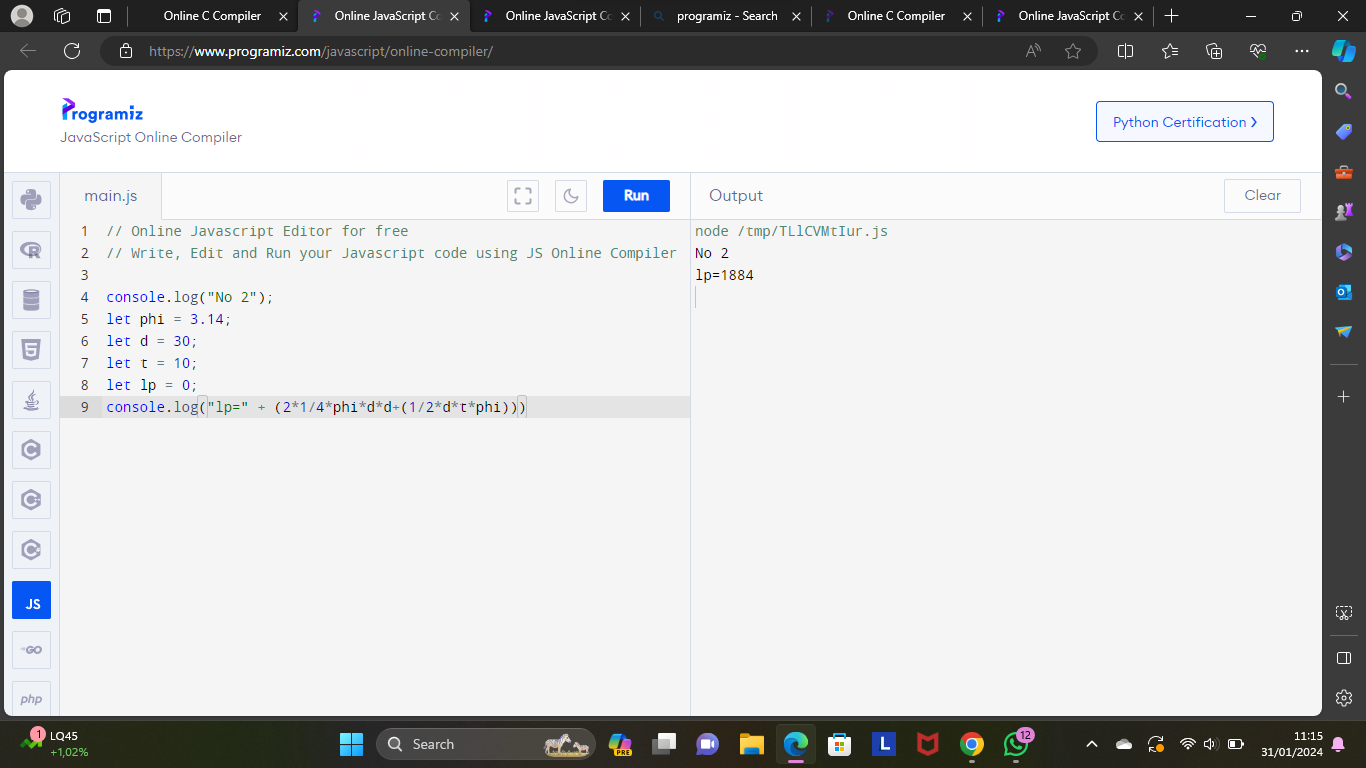 Online C Compiler
Online JavaScript Co
Online JavaScript Co
programiz - Search
Online C Compiler
Online JavaScript Co
https://www.programiz.com/javascript/online-compiler/
Programiz
JavaScript Online Compiler
Python Certification
main.js
Run
Output
Clear
1 // Online Javascript Editor for free
2 // Write, Edit and Run your Javascript code using JS Online Compiler
3
4 console.log("No 2");
5 let phi = 3.14;
6 let d = 30;
7 let t = 10;
8 let lp = 0;
9 console.log("lp=" + (2*1/4*phi*d*d+(1/2*d*t*phi)))
node /tmp/TLlCVMtIur.js
No 2
lp=1884
JS
GO
php
1
LQ45
+1,02%
Search
PRE
L
12
11:15
31/01/2024